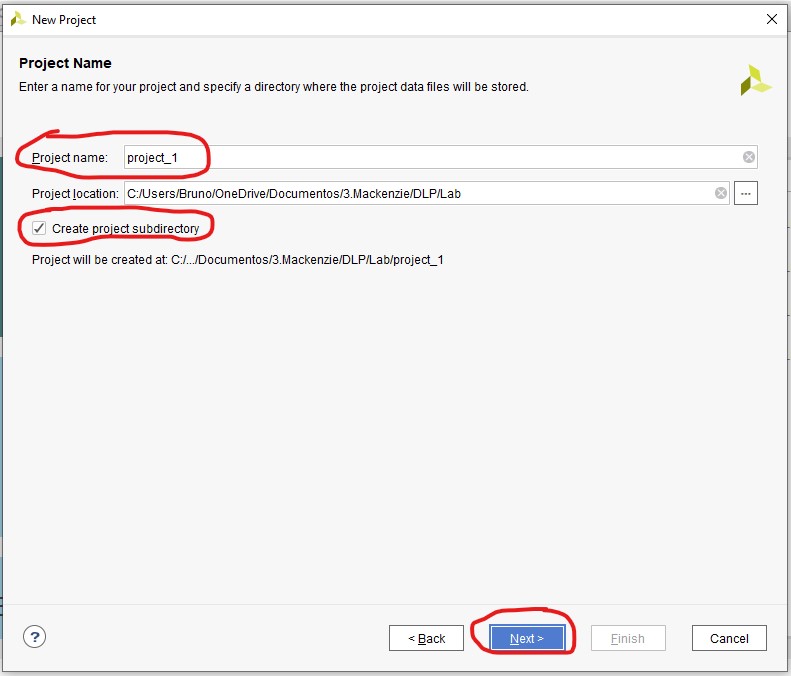 New Project
Project Name
Enter a name for your project and specify a directory where the project data files will be stored.
Project name: project_1
Project location: C:/Users/Bruno/OneDrive/Documentos/3.Mackenzie/DLP/Lab ...
Create project subdirectory
Project will be created at: C:/.../Documentos/3.Mackenzie/DLP/Lab/project_1
? < Back Next > Finish Cancel